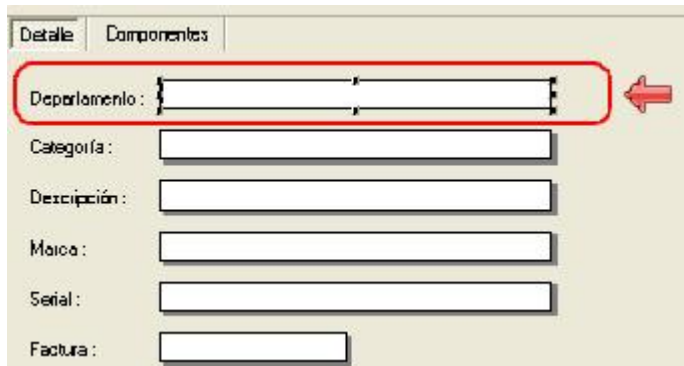 Detalle Componentes
Departamento :
Categoría :
Descripción :
Marca :
Serial :
Factura :